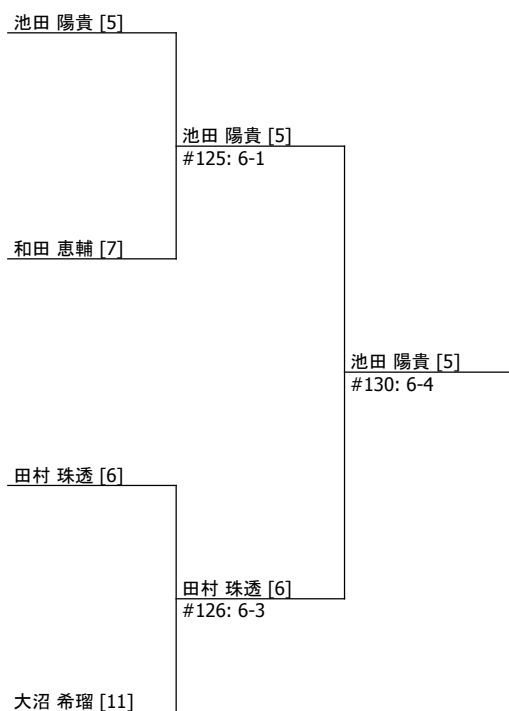 池田 陽貴 [5]
池田 陽貴 [5]
#125: 6-1
和田 恵輔 [7]
池田 陽貴 [5]
#130: 6-4
田村 珠透 [6]
田村 珠透 [6]
#126: 6-3
大沼 希瑠 [11]